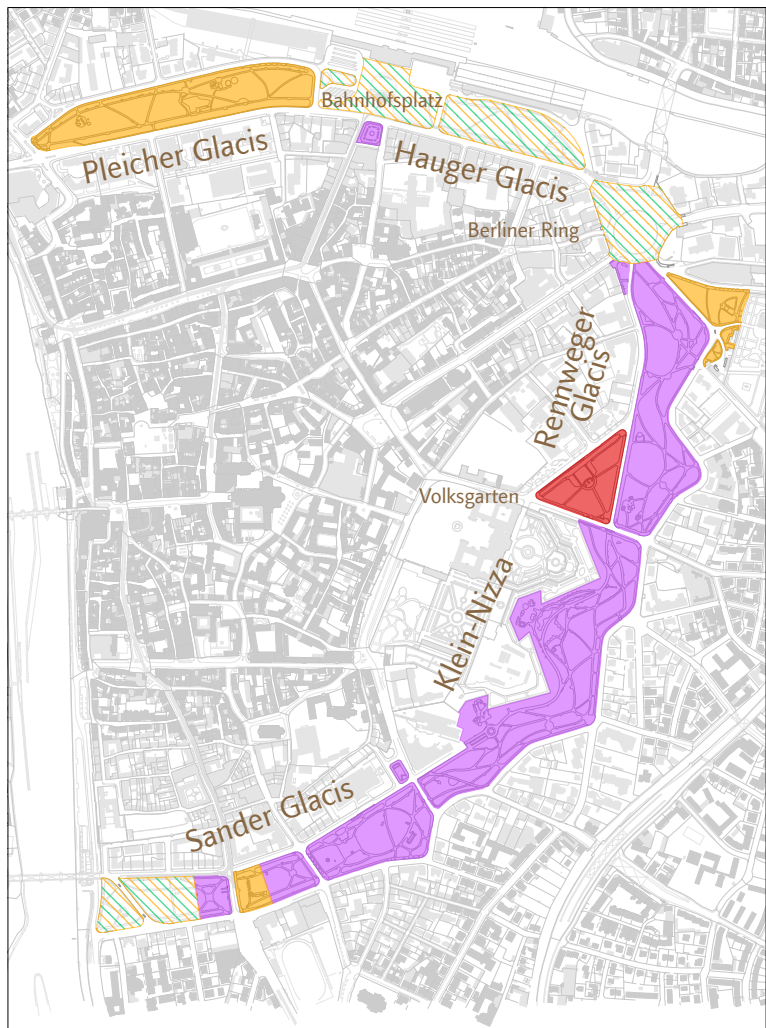 Bahnhofsplatz
Pleicher Glacis
Hauger Glacis
Berliner Ring
Rennweger
Glacis
Volksgarten
Klein-Nizza
Sander Glacis